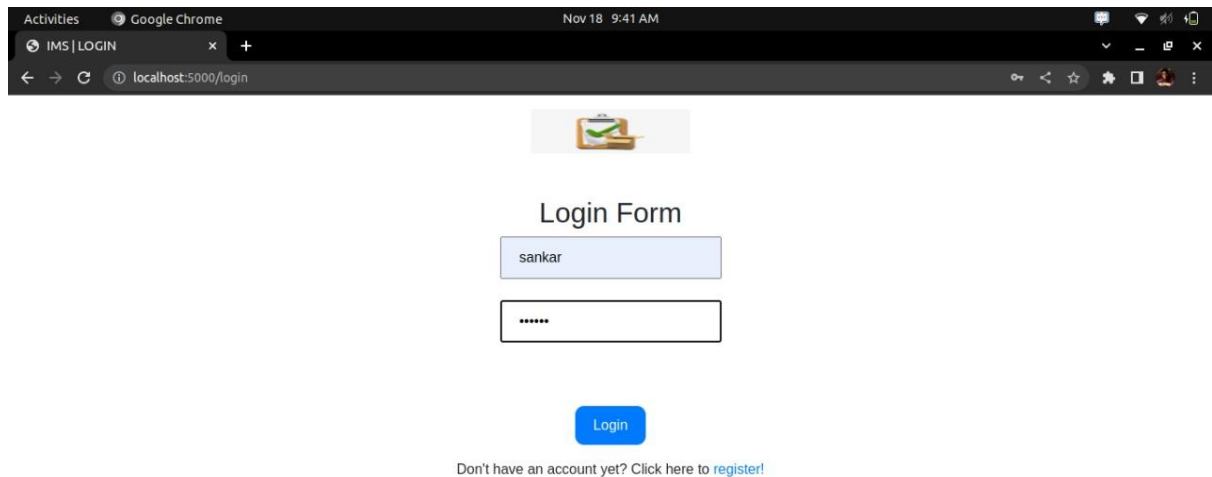 Activities Google Chrome Nov 18 9:41 AM
IMS | LOGIN
localhost:5000/login
Login Form
sankar
••••••
Login
Don't have an account yet? Click here to register!